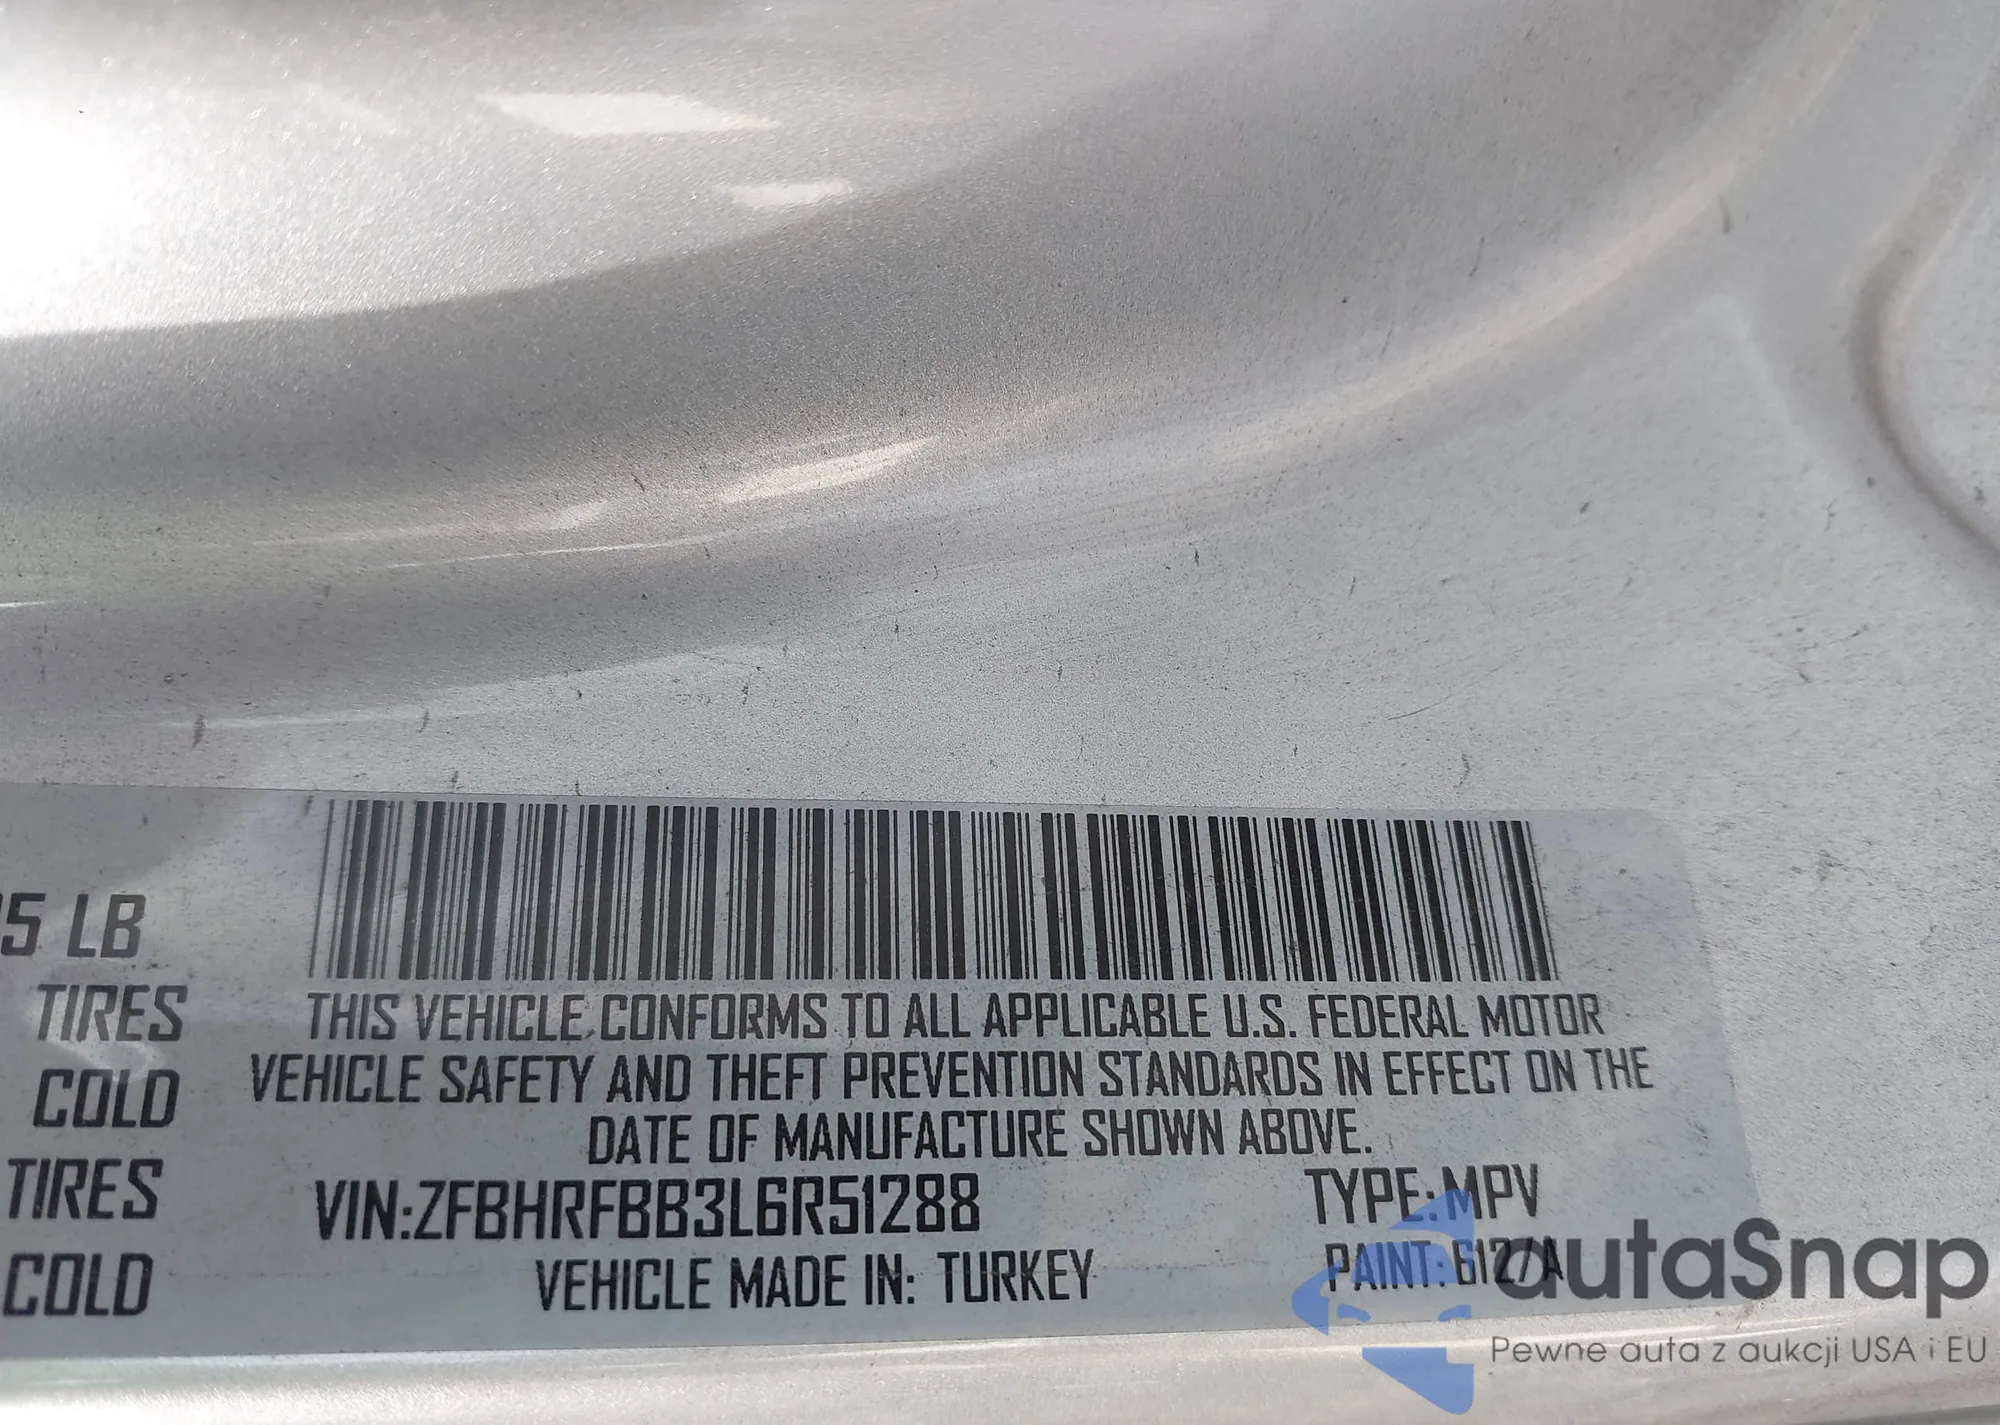 5 LB
TIRES
COLD
TIRES
COLD
THIS VEHICLE CONFORMS TO ALL APPLICABLE U.S. FEDERAL MOTOR
VEHICLE SAFETY AND THEFT PREVENTION STANDARDS IN EFFECT ON THE
DATE OF MANUFACTURE SHOWN ABOVE.
VIN:ZFBHRFBB3L6R51288
TYPE: MPV
VEHICLE MADE IN: TURKEY
PAINT: 612/A
autaSnap
Pewne auta z aukcji USA i EU